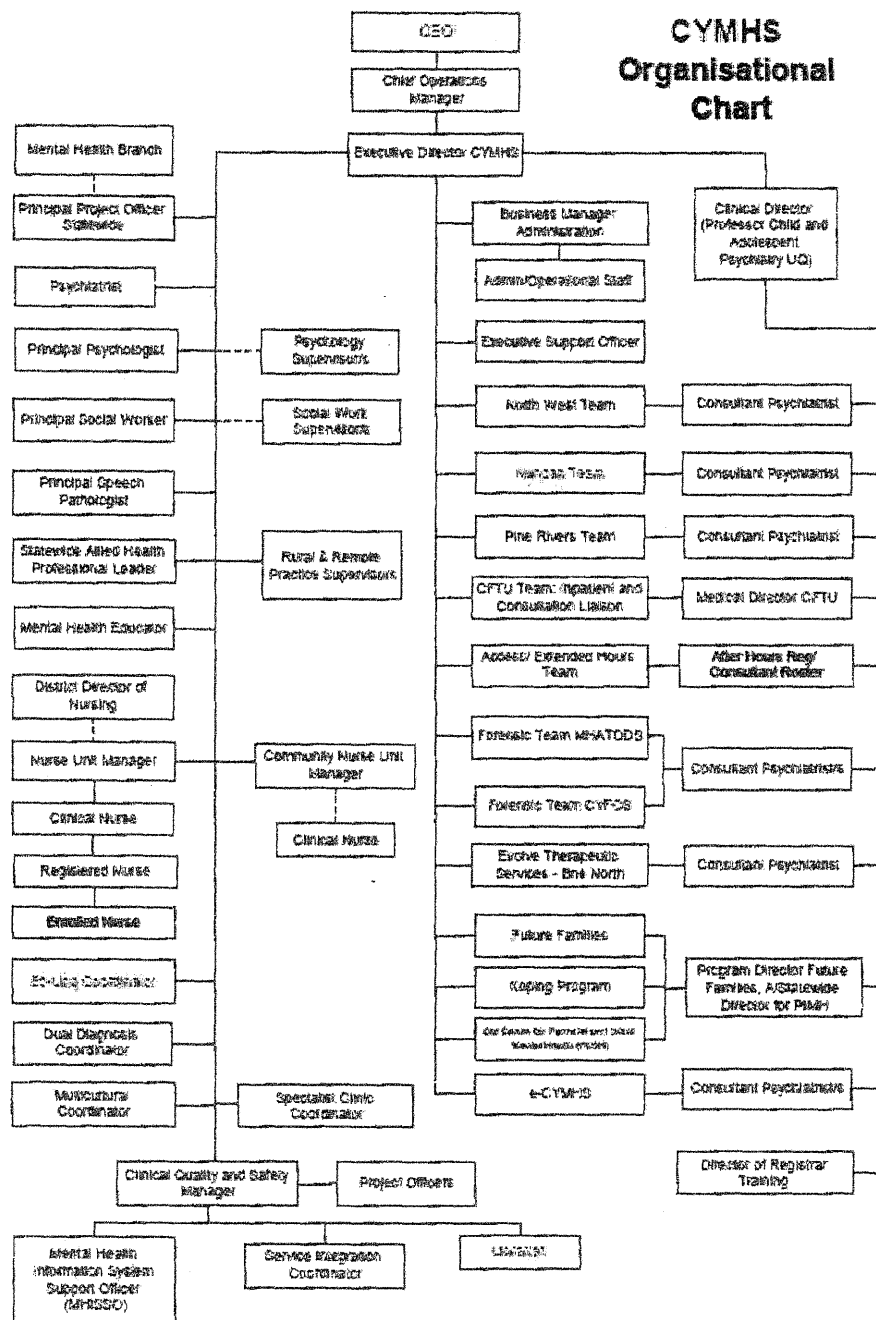 CYMHS
Organisational
Chart
CEO
Chief Operations
Manager
Executive Director CYMHS
Mental Health Branch
Principal Project Officer
Statewide
Psychiatrist
Principal Psychologist
Psychology
Supervisor/s
Principal Social Worker
Social Work
Supervisor/s
Principal Speech
Pathologist
Statewide Allied Health
Professional Leader
Rural & Remote
Practice Supervisors
Mental Health Educator
District Director of
Nursing
Nurse Unit Manager
Community Nurse Unit
Manager
Clinical Nurse
Clinical Nurse
Registered Nurse
Enrolled Nurse
Coordinator
Dual Diagnosis
Coordinator
Multicultural
Coordinator
Specialist Clinic
Coordinator
Clinical Quality and Safety
Manager
Project Officers
Mental Health
Information System
Support Officer
(MHISSO)
Service Integration
Coordinator
Business Manager
Administration
Admin/Operational Staff
Executive Support Officer
North West Team
Consultant Psychiatrist
Team
Consultant Psychiatrist
Pine Rivers Team
Consultant Psychiatrist
CFTU Team: Inpatient and
Consultation Liaison
Medical Director CFTU
Access/ Extended Hours
Team
After Hours Reg/
Consultant Roster
Forensic Team MHATODS
Forensic Team CYFOS
Consultant Psychiatrist/s
Evolve Therapeutic
Services - Bne North
Consultant Psychiatrist
Future Families
Koping Program
Program Director Future
Families, A/Statewide
Director for PIMH
e-CYMHS
Consultant Psychiatrist/s
Director of Registrar
Training
Clinical Director
(Professor Child and
Adolescent
Psychiatry UQ)